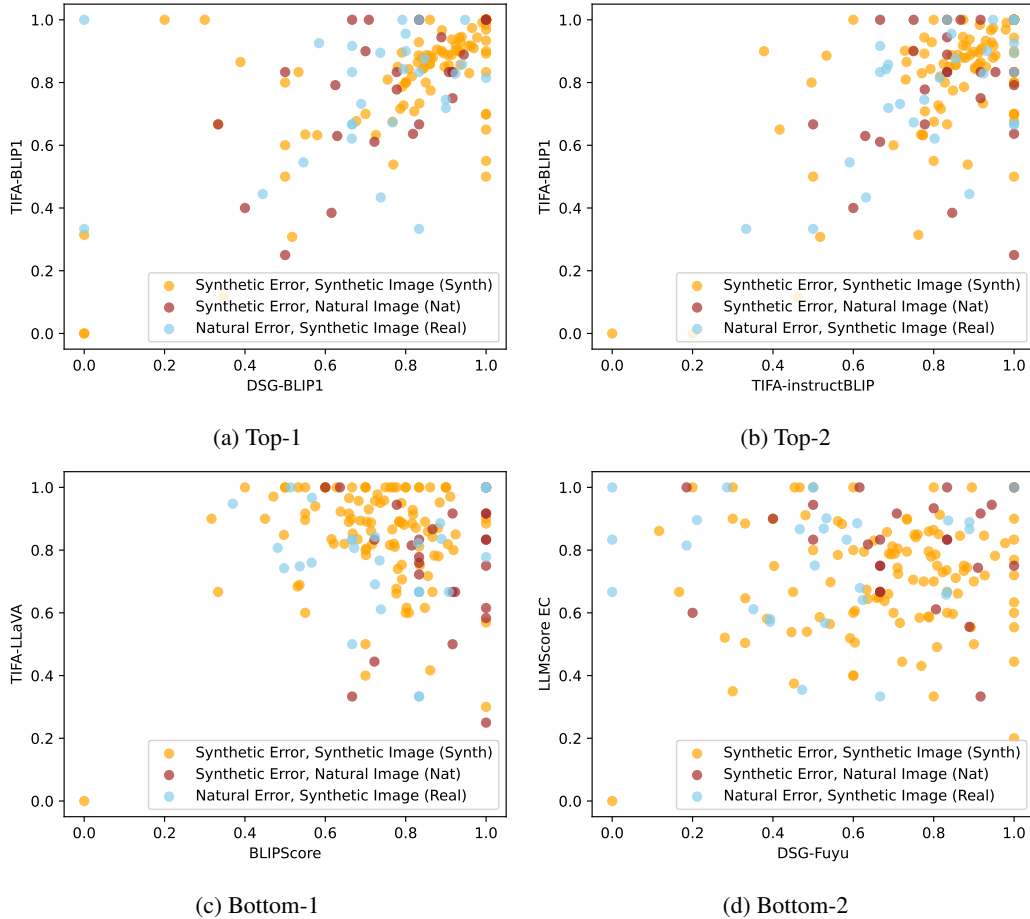 1.0
0.8
0.6
0.4
0.2
0.0
TIFA-BLIP1
Synthetic Error, Synthetic Image (Synth)
Synthetic Error, Natural Image (Nat)
Natural Error, Synthetic Image (Real)
0.0 0.2 0.4 0.6 0.8 1.0
DSG-BLIP1
(a) Top-1
1.0
0.8
0.6
0.4
0.2
0.0
TIFA-BLIP1
Synthetic Error, Synthetic Image (Synth)
Synthetic Error, Natural Image (Nat)
Natural Error, Synthetic Image (Real)
0.0 0.2 0.4 0.6 0.8 1.0
TIFA-instructBLIP
(b) Top-2
1.0
0.8
0.6
0.4
0.2
0.0
TIFA-LLaVA
Synthetic Error, Synthetic Image (Synth)
Synthetic Error, Natural Image (Nat)
Natural Error, Synthetic Image (Real)
0.0 0.2 0.4 0.6 0.8 1.0
BLIPScore
(c) Bottom-1
1.0
0.8
0.6
0.4
0.2
0.0
LLMScore EC
Synthetic Error, Synthetic Image (Synth)
Synthetic Error, Natural Image (Nat)
Natural Error, Synthetic Image (Real)
0.0 0.2 0.4 0.6 0.8 1.0
DSG-Fuyu
(d) Bottom-2